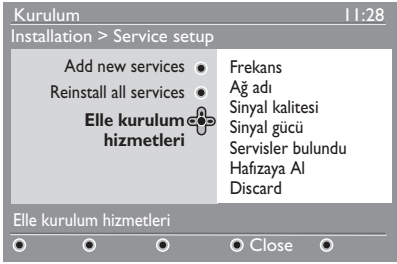 Kurulum 11:28
Installation > Service setup
Add new services
Reinstall all services
Elle kurulum
hizmetleri
Frekans
Ağ adı
Sinyal kalitesi
Sinyal gücü
Servisler bulundu
Hafızaya Al
Discard
Elle kurulum hizmetleri
Close